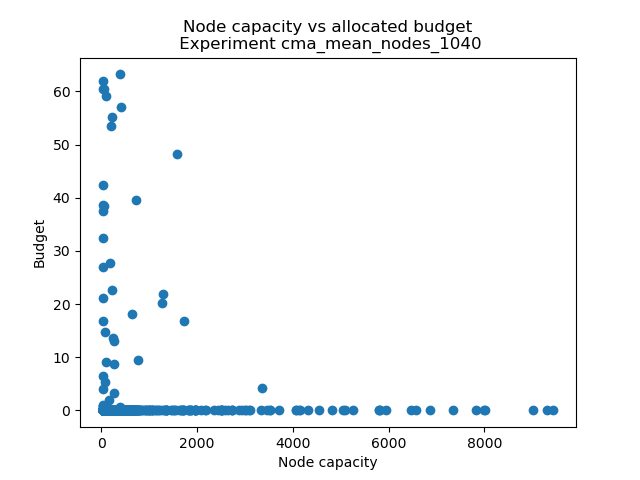 Node capacity vs allocated budget
Experiment cma_mean_nodes_1040
60
50
40
30
20
10
0
Budget
0 2000 4000 6000 8000
Node capacity